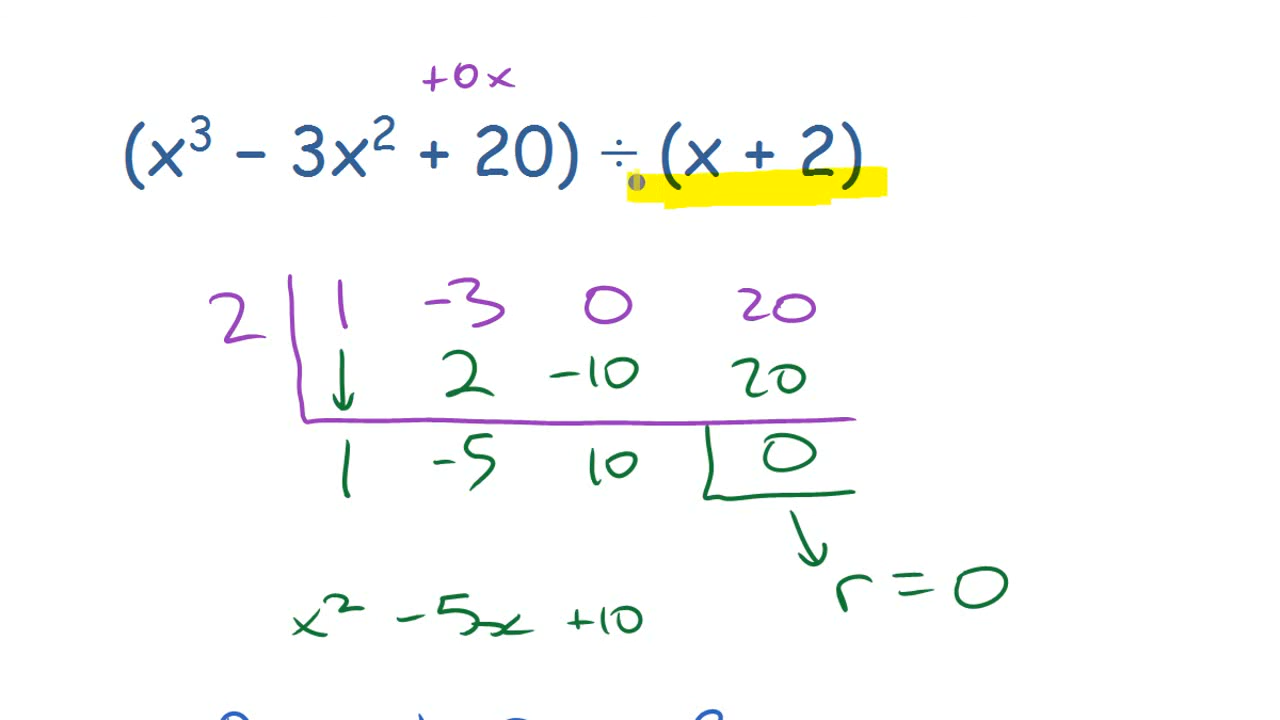 +0x
(x³ – 3x² + 20) ÷ (x + 2)
2 1 -3 0 20
2 -10 20
1 -5 10 0
r = 0
x² -5x +10